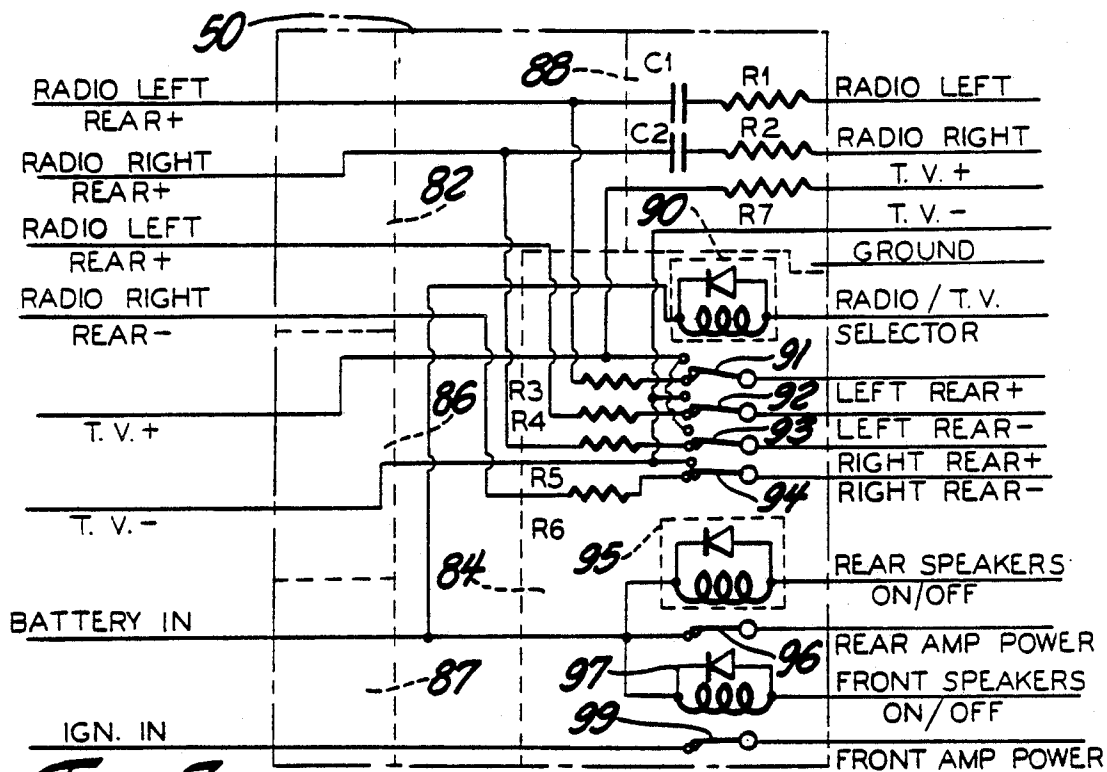 50
RADIO LEFT
REAR+
RADIO RIGHT
REAR+
RADIO LEFT
REAR+
RADIO RIGHT
REAR−
T. V. +
T. V. −
BATTERY IN
IGN. IN
88
C1
R1
C2
R2
82
90
R7
86
R3
R4
R5
R6
91
92
93
94
95
84
96
87
97
99
RADIO LEFT
RADIO RIGHT
T. V. +
T. V. −
GROUND
RADIO / T. V.
SELECTOR
LEFT REAR+
LEFT REAR−
RIGHT REAR+
RIGHT REAR−
REAR SPEAKERS
ON/OFF
REAR AMP POWER
FRONT SPEAKERS
ON/OFF
FRONT AMP POWER